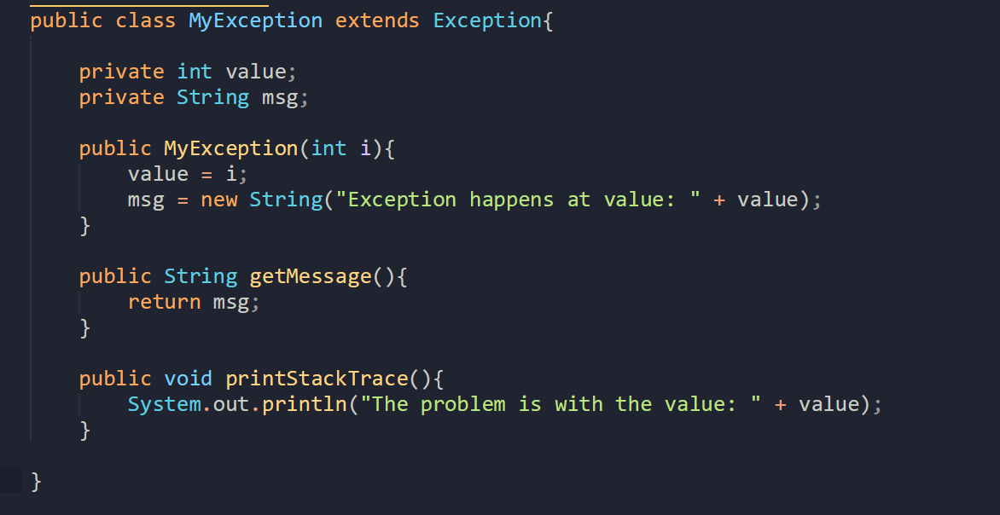 public class MyException extends Exception{
private int value;
private String msg;
public MyException(int i){
value = i;
msg = new String("Exception happens at value: " + value);
}
public String getMessage(){
return msg;
}
public void printStackTrace(){
System.out.println("The problem is with the value: " + value);
}
}